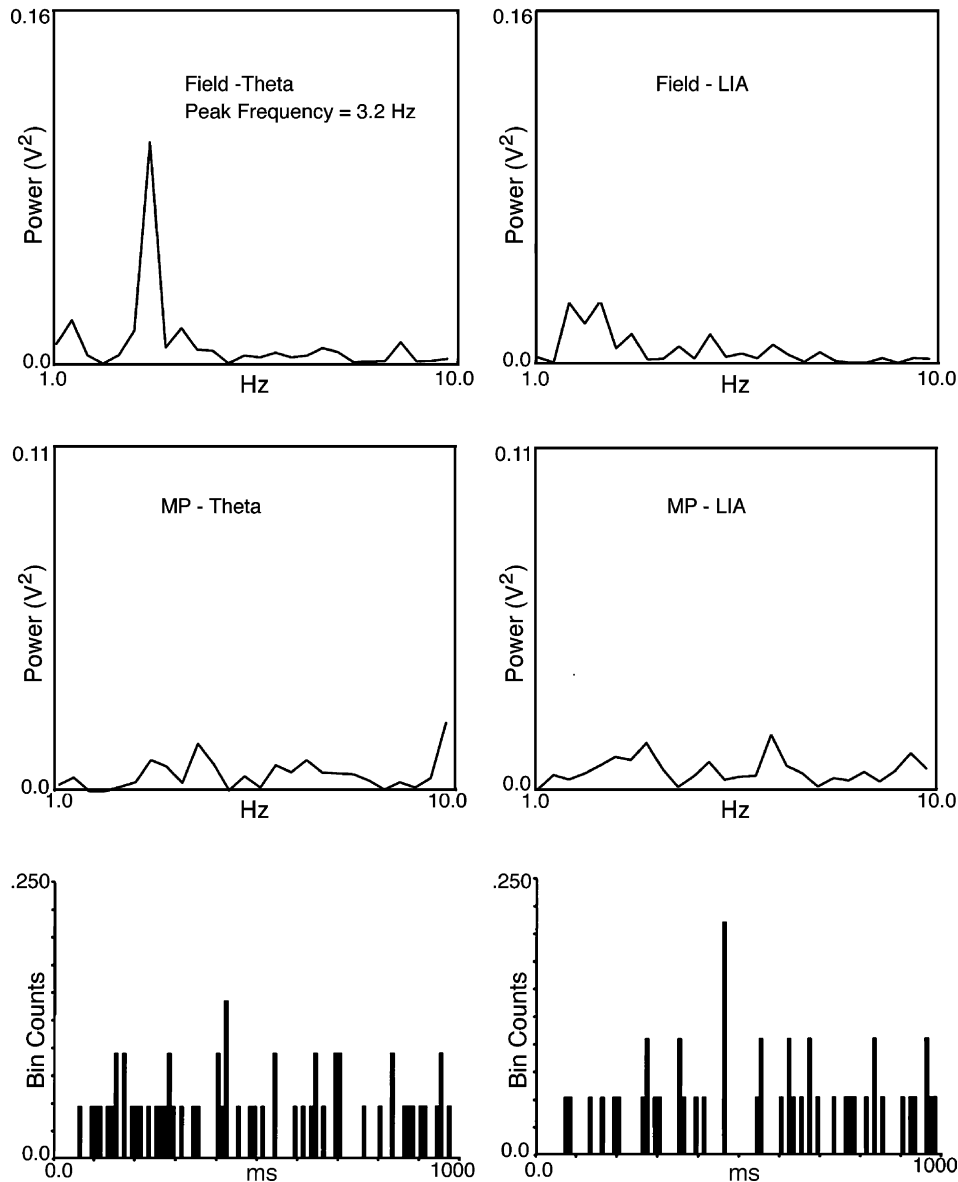 0.16
Field -Theta
Peak Frequency = 3.2 Hz
Power (V²)
0.0
1.0
Hz
10.0
0.16
Field - LIA
Power (V²)
0.0
1.0
Hz
10.0
0.11
MP - Theta
Power (V²)
0.0
1.0
Hz
10.0
0.11
MP - LIA
Power (V²)
0.0
1.0
Hz
10.0
.250
Bin Counts
0.0
0.0
ms
1000
.250
Bin Counts
0.0
0.0
ms
1000